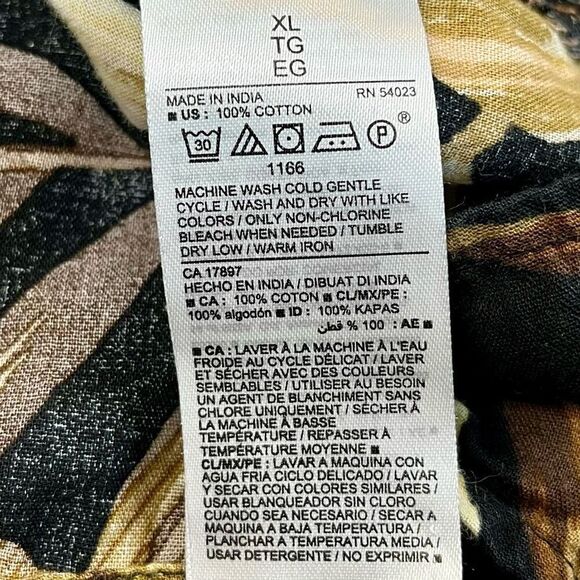 XL
TG
EG
MADE IN INDIA RN 54023
■ US : 100% COTTON
30 P ®
1166
MACHINE WASH COLD GENTLE
CYCLE / WASH AND DRY WITH LIKE
COLORS / ONLY NON-CHLORINE
BLEACH WHEN NEEDED / TUMBLE
DRY LOW / WARM IRON
CA 17897
HECHO EN INDIA / DIBUAT DI INDIA
■ CA : 100% COTON ■ CL/MX/PE :
100% algodón ■ ID : 100% KAPAS
■ AE : 100 % قطن
■ CA : LAVER À LA MACHINE À L'EAU
FROIDE AU CYCLE DÉLICAT / LAVER
ET SÉCHER AVEC DES COULEURS
SEMBLABLES / UTILISER AU BESOIN
UN AGENT DE BLANCHIMENT SANS
CHLORE UNIQUEMENT / SÉCHER À
LA MACHINE À BASSE
TEMPÉRATURE / REPASSER À
TEMPÉRATURE MOYENNE ■
CL/MX/PE : LAVAR A MAQUINA CON
AGUA FRIA CICLO DELICADO / LAVAR
Y SECAR CON COLORES SIMILARES /
USAR BLANQUEADOR SIN CLORO
CUANDO SEA NECESARIO / SECAR A
MAQUINA A BAJA TEMPERATURA /
PLANCHAR A TEMPERATURA MEDIA /
USAR DETERGENTE / NO REMOJAR